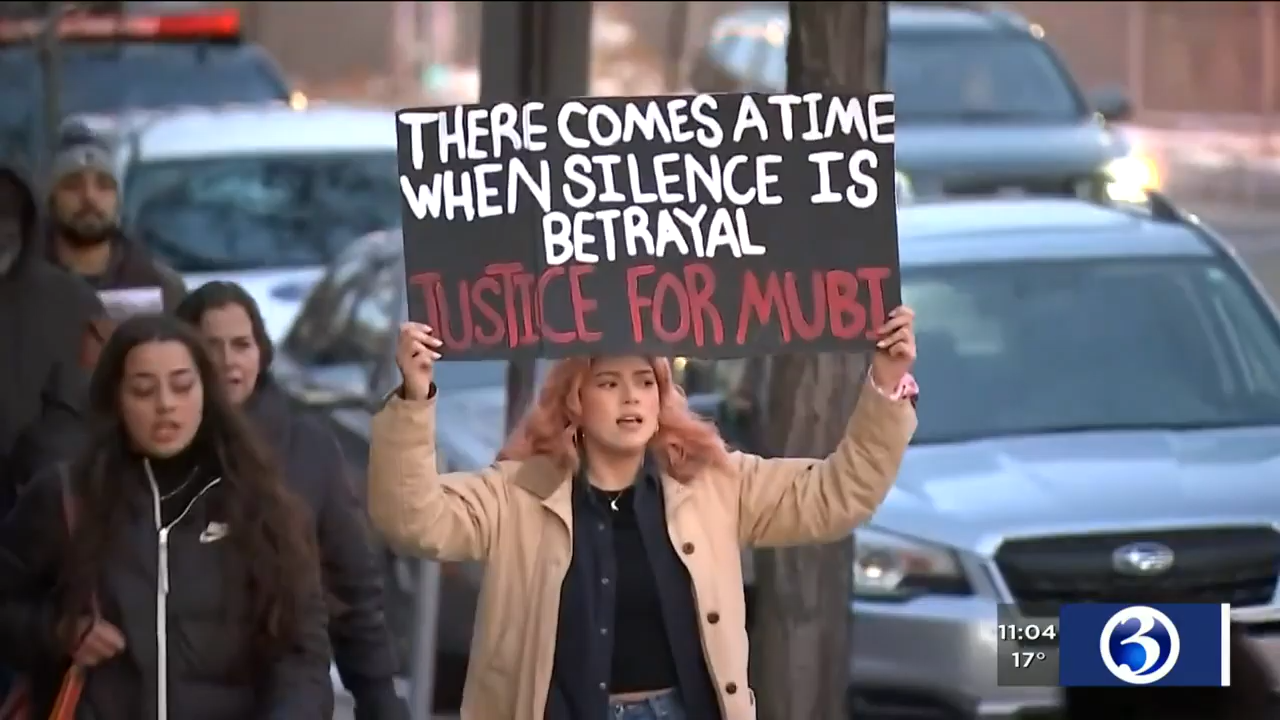 THERE COMES A TIME
WHEN SILENCE IS
BETRAYAL
JUSTICE FOR MUBI
11:04
17°
3